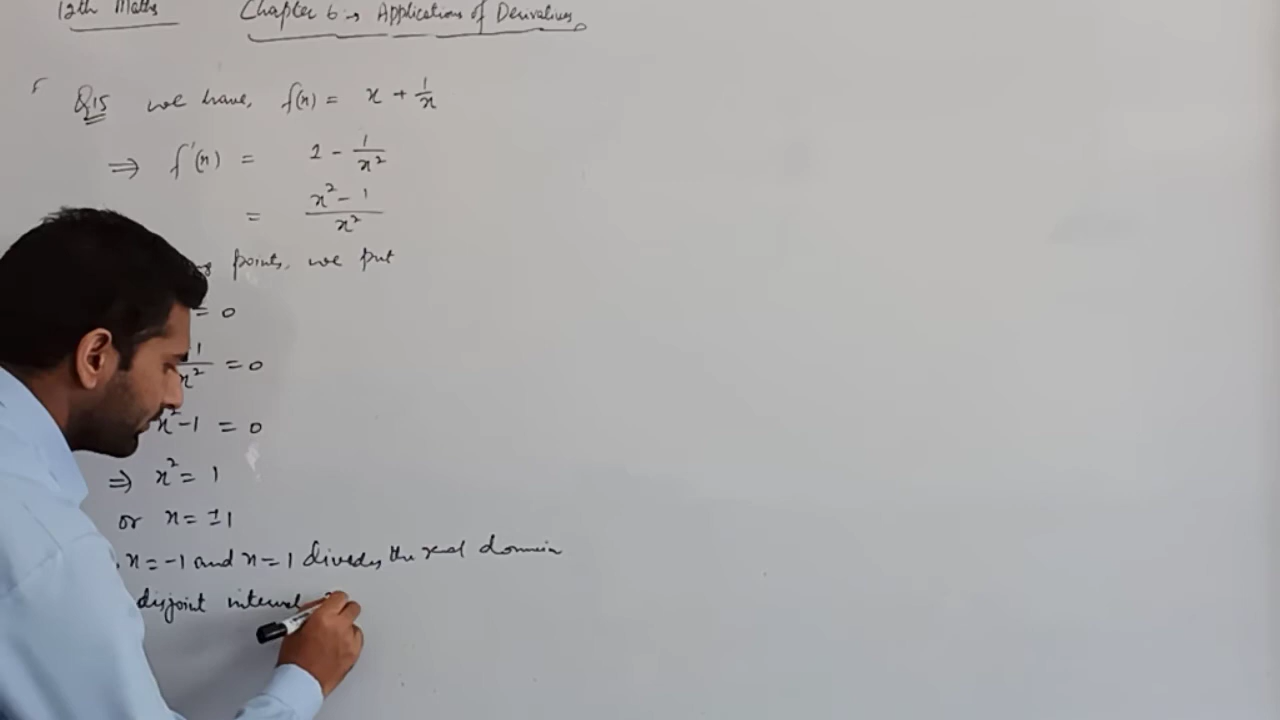 12th Maths Chapter 6 :→ Applications of Derivatives
Q15 we have, f(x) = x + 1/x
⇒ f'(x) = 1 - 1/x²
= x² - 1 / x²
points, we put
= 0
1/x² = 0
x² - 1 = 0
⇒ x² = 1
or x = ±1
x = -1 and x = 1 divides the real domain
disjoint intervals